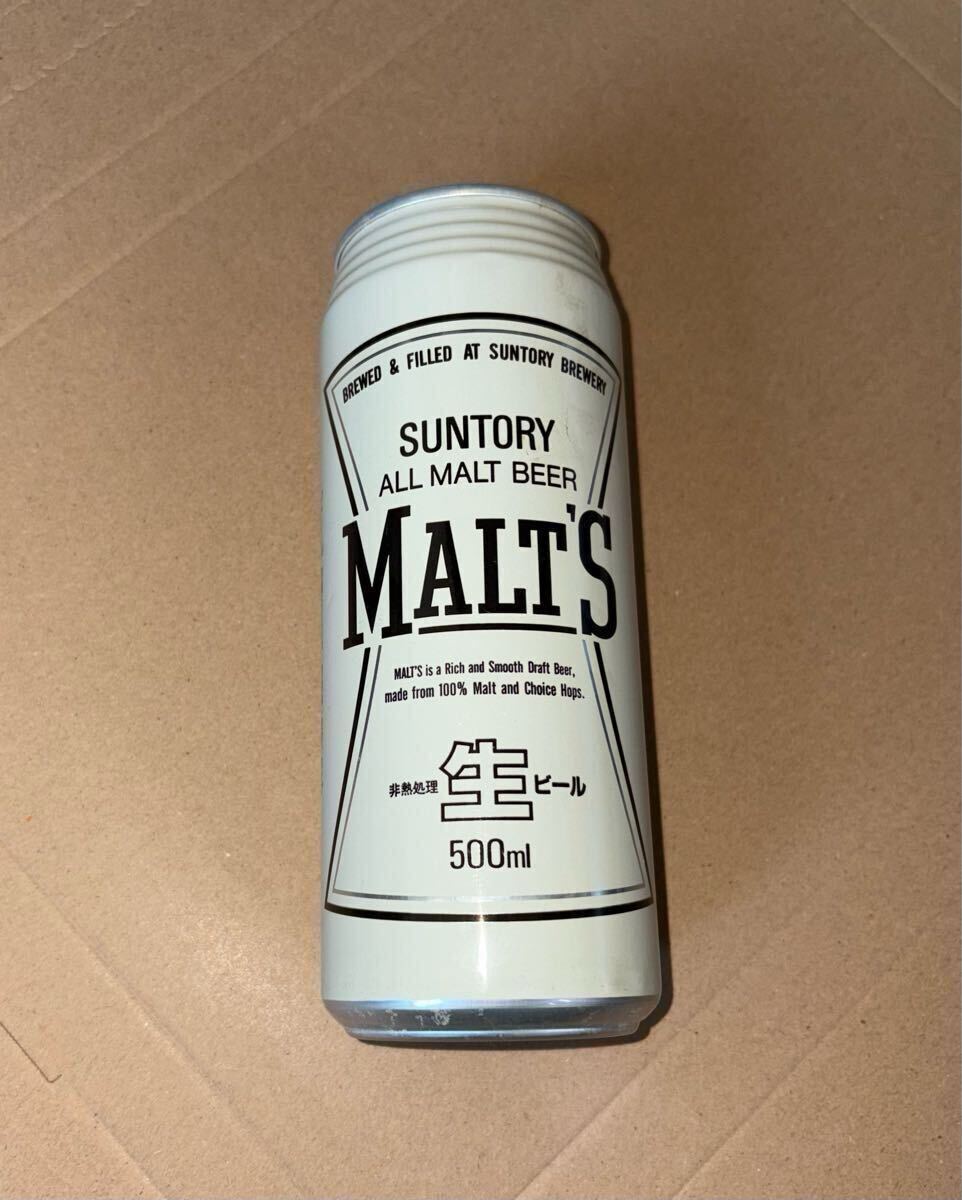 BREWED & FILLED AT SUNTORY BREWERY
SUNTORY
ALL MALT BEER
MALT'S
MALT'S is a Rich and Smooth Draft Beer,
made from 100% Malt and Choice Hops.
非熱処理 生 ビール
500ml